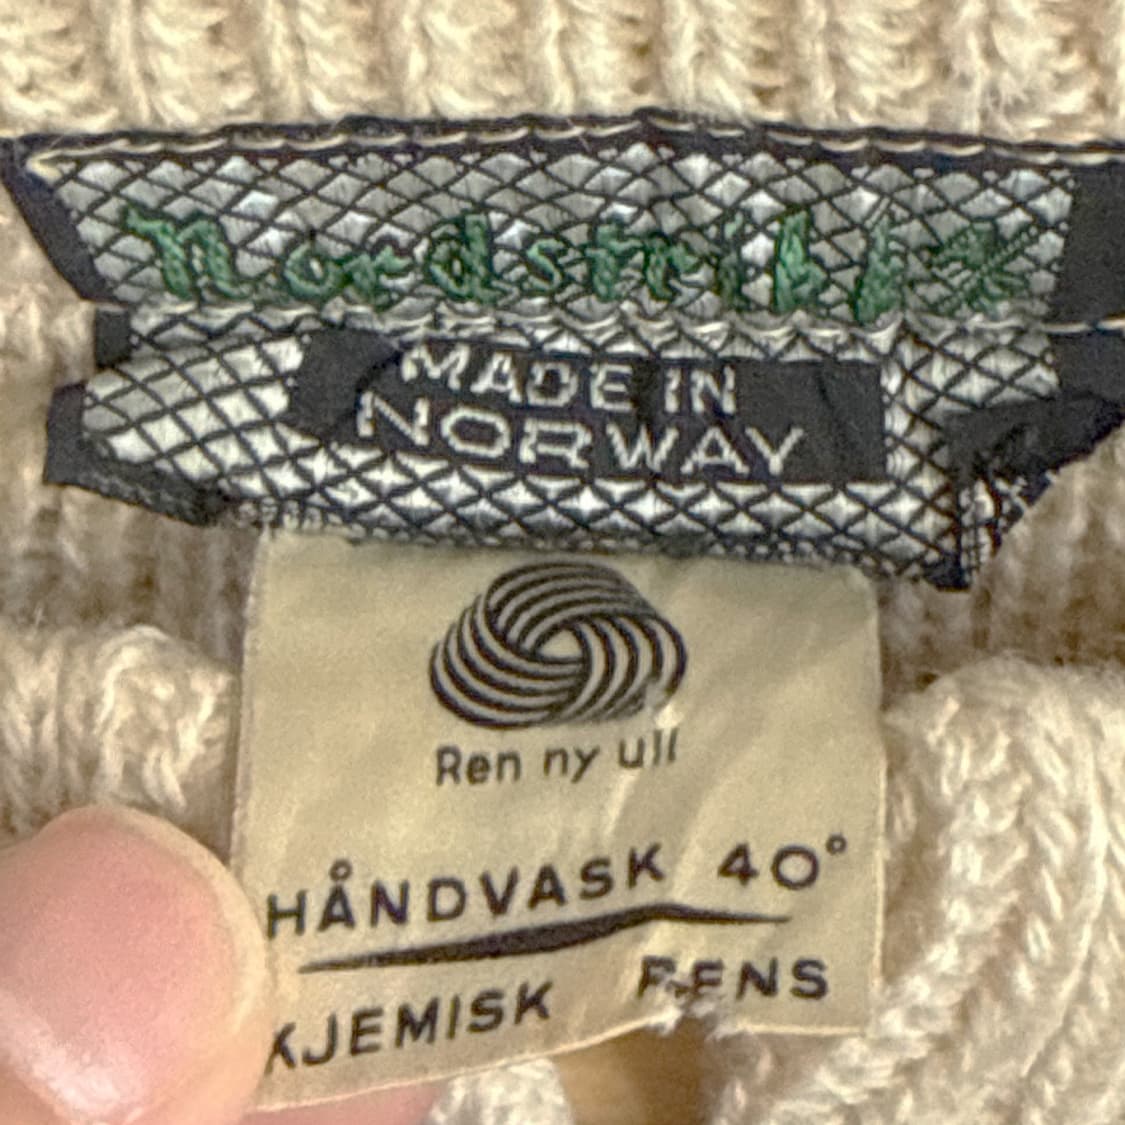 Nordstrikk
MADE IN
NORWAY
Ren ny ull
HÅNDVASK 40°
KJEMISK RENS